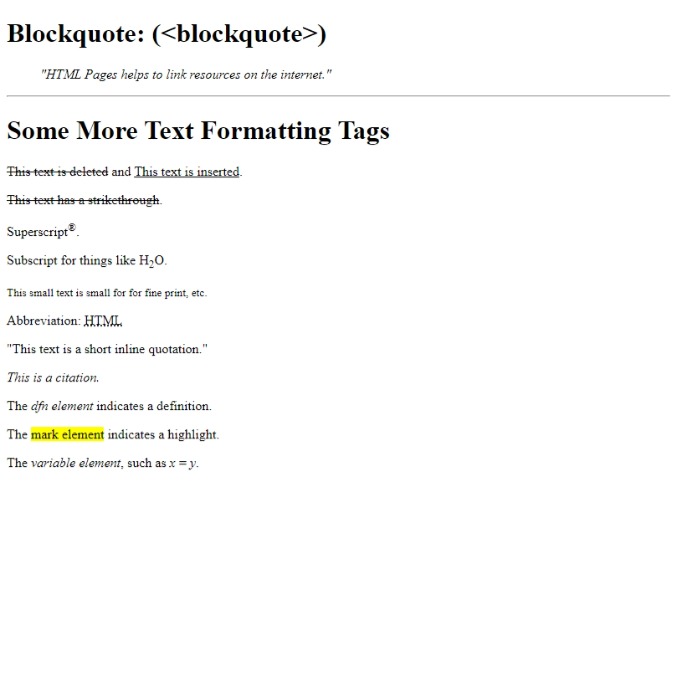 Blockquote: (<blockquote>)
"HTML Pages helps to link resources on the internet."
Some More Text Formatting Tags
This text is deleted and This text is inserted.
This text has a strikethrough.
Superscript®.
Subscript for things like H₂O.
This small text is small for for fine print, etc.
Abbreviation: HTML
"This text is a short inline quotation."
This is a citation.
The dfn element indicates a definition.
The mark element indicates a highlight.
The variable element, such as x = y.